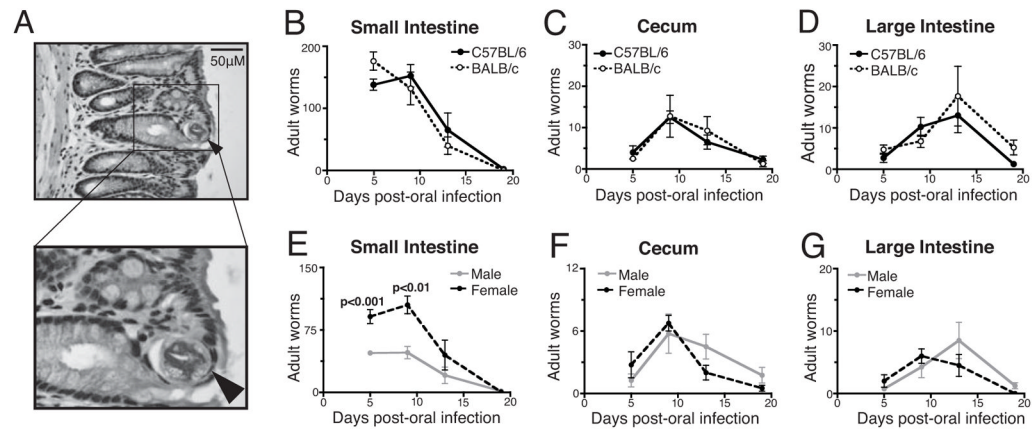 A
50μM
B
Small Intestine
C57BL/6
BALB/c
200
100
0
Adult worms
0 5 10 15 20
Days post-oral infection
C
Cecum
C57BL/6
BALB/c
30
20
10
0
Adult worms
0 5 10 15 20
Days post-oral infection
D
Large Intestine
C57BL/6
BALB/c
30
20
10
0
Adult worms
0 5 10 15 20
Days post-oral infection
E
Small Intestine
Male
Female
p<0.001
p<0.01
150
75
0
Adult worms
0 5 10 15 20
Days post-oral infection
F
Cecum
Male
Female
12
6
0
Adult worms
0 5 10 15 20
Days post-oral infection
G
Large Intestine
Male
Female
20
10
0
Adult worms
0 5 10 15 20
Days post-oral infection